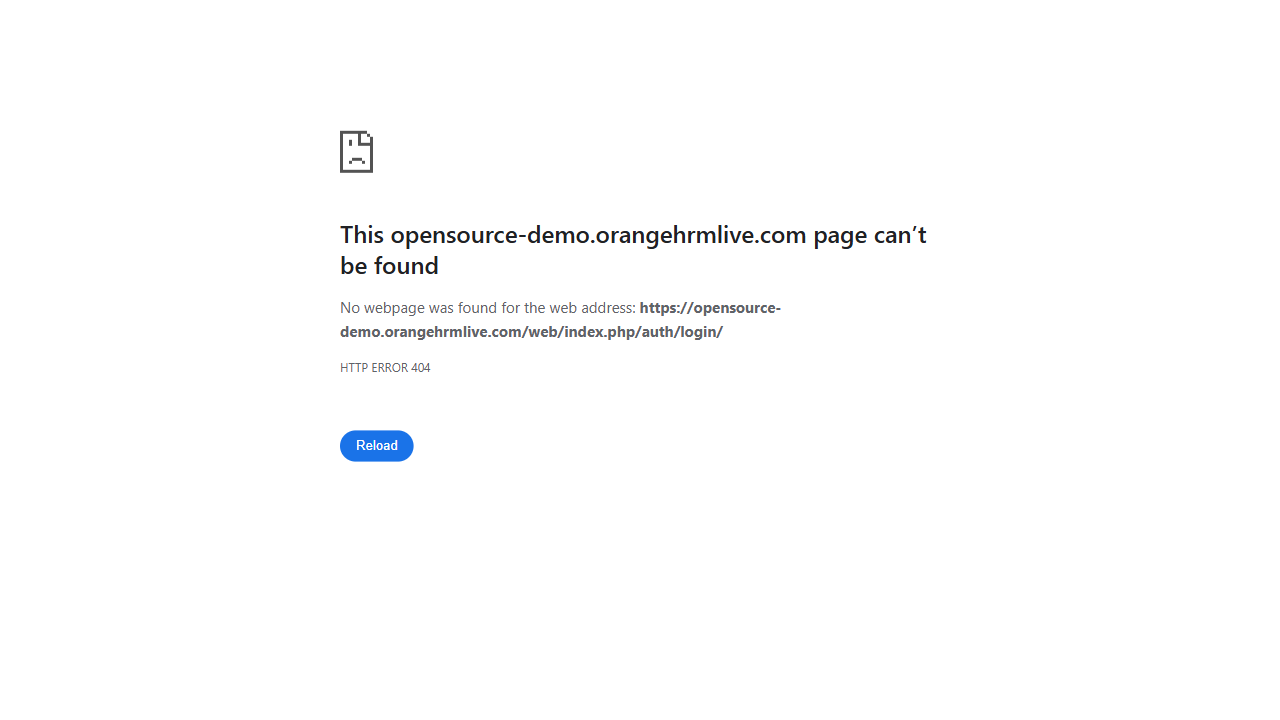 This opensource-demo.orangehrmlive.com page can’t
be found
No webpage was found for the web address: https://opensource-
demo.orangehrmlive.com/web/index.php/auth/login/
HTTP ERROR 404
Reload